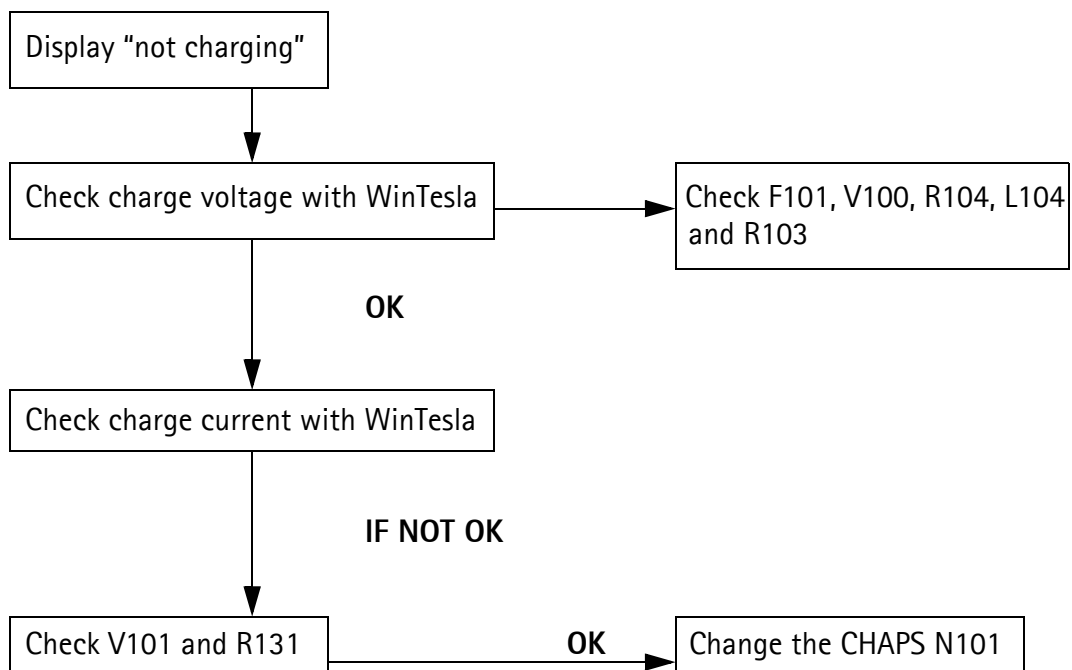 Display "not charging"
Check charge voltage with WinTesla
Check F101, V100, R104, L104
and R103
OK
Check charge current with WinTesla
IF NOT OK
Check V101 and R131
OK
Change the CHAPS N101